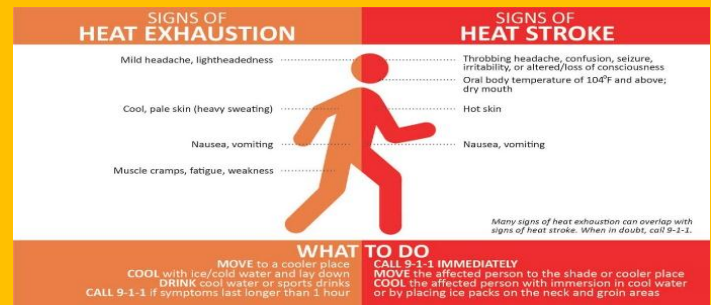 SIGNS OF
HEAT EXHAUSTION
Mild headache, lightheadedness
Cool, pale skin (heavy sweating)
Nausea, vomiting
Muscle cramps, fatigue, weakness
SIGNS OF
HEAT STROKE
Throbbing headache, confusion, seizure,
irritability, or altered/loss of consciousness
Oral body temperature of 104°F and above;
dry mouth
Hot skin
Nausea, vomiting
Many signs of heat exhaustion can overlap with
signs of heat stroke. When in doubt, call 9-1-1.
WHAT TO DO
MOVE to a cooler place
COOL with ice/cold water and lay down
DRINK cool water or sports drinks
CALL 9-1-1 if symptoms last longer than 1 hour
CALL 9-1-1 IMMEDIATELY
MOVE the affected person to the shade or cooler place
COOL the affected person with immersion in cool water
or by placing ice packs on the neck and groin areas